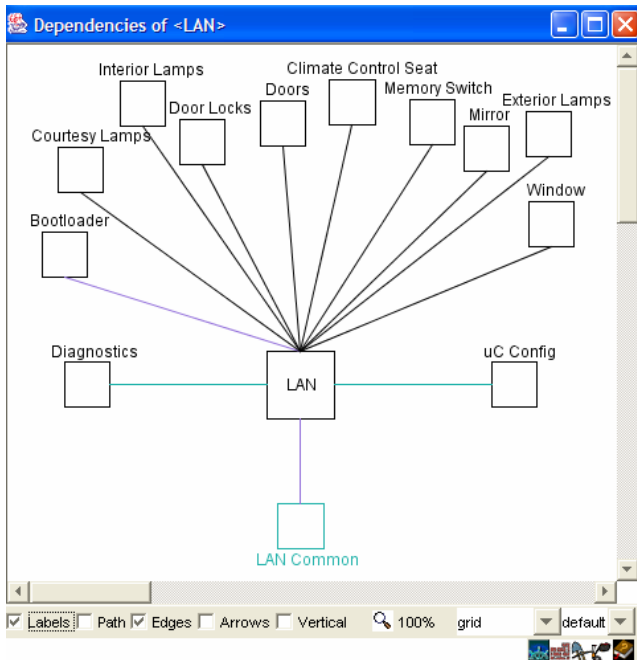 Dependencies of <LAN>
Interior Lamps
Climate Control Seat
Doors
Memory Switch
Door Locks
Exterior Lamps
Mirror
Courtesy Lamps
Window
Bootloader
Diagnostics
uC Config
LAN
LAN Common
Labels Path Edges Arrows Vertical 100% grid default